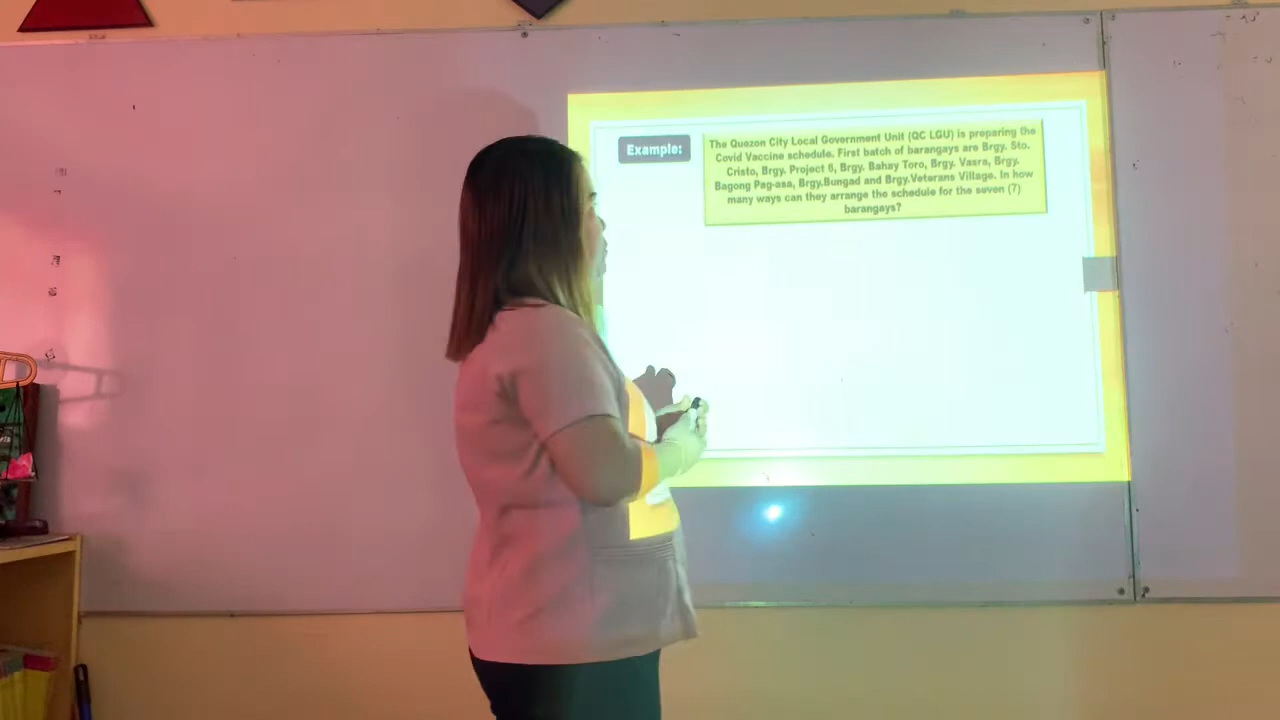 Example:
The Quezon City Local Government Unit (QC LGU) is preparing the
Covid Vaccine schedule. First batch of barangays are Brgy. Sto.
Cristo, Brgy. Project 6, Brgy. Bahay Toro, Brgy. Vasra, Brgy.
Bagong Pag-asa, Brgy.Bungad and Brgy.Veterans Village. In how
many ways can they arrange the schedule for the seven (7)
barangays?